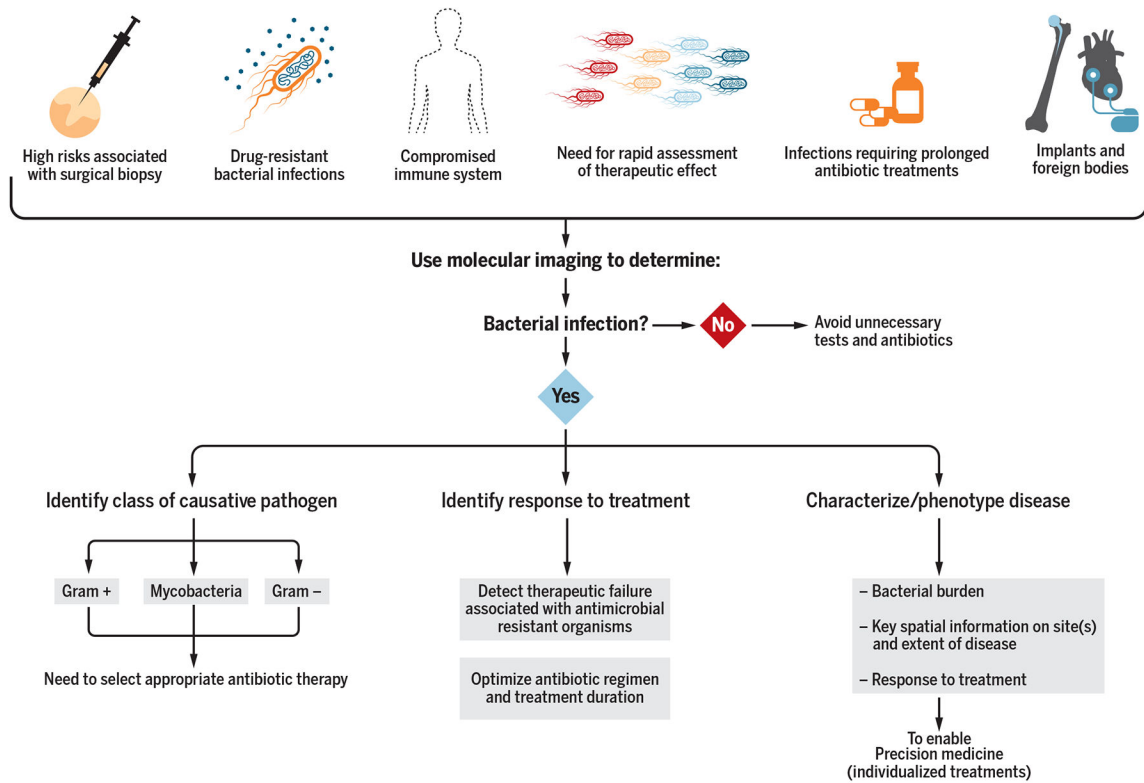 High risks associated
with surgical biopsy
Drug-resistant
bacterial infections
Compromised
immune system
Need for rapid assessment
of therapeutic effect
Infections requiring prolonged
antibiotic treatments
Implants and
foreign bodies
Use molecular imaging to determine:
Bacterial infection?
No
Avoid unnecessary
tests and antibiotics
Yes
Identify class of causative pathogen
Gram +
Mycobacteria
Gram –
Need to select appropriate antibiotic therapy
Identify response to treatment
Detect therapeutic failure
associated with antimicrobial
resistant organisms
Optimize antibiotic regimen
and treatment duration
Characterize/phenotype disease
– Bacterial burden
– Key spatial information on site(s)
and extent of disease
– Response to treatment
To enable
Precision medicine
(individualized treatments)